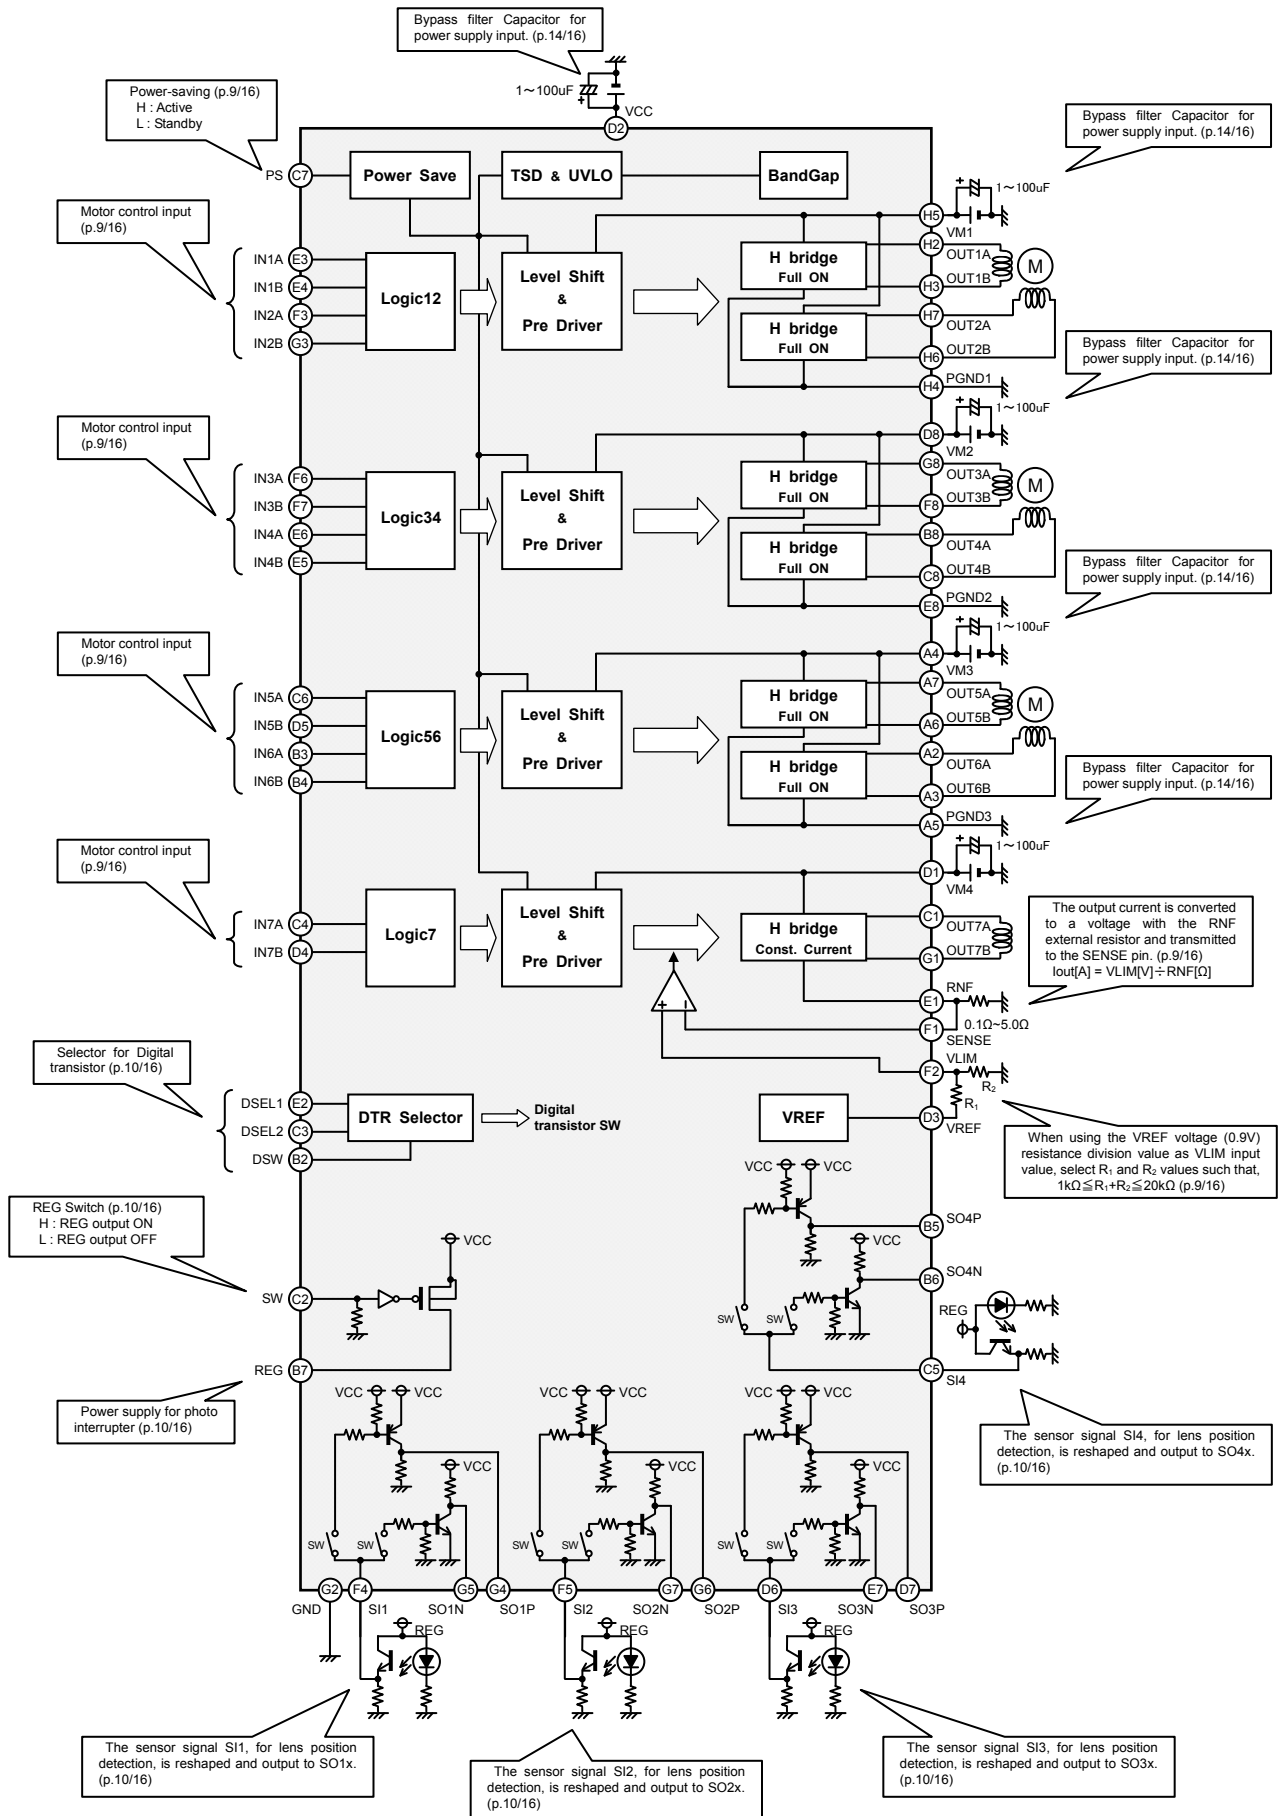 Bypass filter Capacitor for
power supply input. (p.14/16)
1～100uF
+
VCC
D2
Power-saving (p.9/16)
H : Active
L : Standby
PS C7
Power Save
TSD & UVLO
BandGap
Bypass filter Capacitor for
power supply input. (p.14/16)
+
1～100uF
H5
VM1
Motor control input
(p.9/16)
IN1A E3
IN1B E4
IN2A F3
IN2B G3
Logic12
Level Shift
&
Pre Driver
H bridge
Full ON
H bridge
Full ON
H2
OUT1A
H3
OUT1B
M
H7
OUT2A
H6
OUT2B
H4
PGND1
Bypass filter Capacitor for
power supply input. (p.14/16)
+
1～100uF
D8
VM2
Motor control input
(p.9/16)
IN3A F6
IN3B F7
IN4A E6
IN4B E5
Logic34
Level Shift
&
Pre Driver
H bridge
Full ON
H bridge
Full ON
G8
OUT3A
F8
OUT3B
M
B8
OUT4A
C8
OUT4B
E8
PGND2
Bypass filter Capacitor for
power supply input. (p.14/16)
+
1～100uF
A4
VM3
Motor control input
(p.9/16)
IN5A C6
IN5B D5
IN6A B3
IN6B B4
Logic56
Level Shift
&
Pre Driver
H bridge
Full ON
H bridge
Full ON
A7
OUT5A
A6
OUT5B
M
A2
OUT6A
A3
OUT6B
A5
PGND3
Bypass filter Capacitor for
power supply input. (p.14/16)
+
1～100uF
D1
VM4
Motor control input
(p.9/16)
IN7A C4
IN7B D4
Logic7
Level Shift
&
Pre Driver
H bridge
Const. Current
C1
OUT7A
OUT7B
G1
RNF
E1
0.1Ω~5.0Ω
F1
SENSE
+ −
The output current is converted
to a voltage with the RNF
external resistor and transmitted
to the SENSE pin. (p.9/16)
Iout[A] = VLIM[V]÷RNF[Ω]
VLIM
F2
R2
R1
D3
VREF
VREF
When using the VREF voltage (0.9V)
resistance division value as VLIM input
value, select R1 and R2 values such that,
1kΩ≦R1+R2≦20kΩ (p.9/16)
Selector for Digital
transistor (p.10/16)
DSEL1 E2
DSEL2 C3
DSW B2
DTR Selector
Digital
transistor SW
REG Switch (p.10/16)
H : REG output ON
L : REG output OFF
SW C2
VCC
REG B7
Power supply for photo
interrupter (p.10/16)
VCC VCC
B5 SO4P
VCC
B6 SO4N
SW SW
C5
SI4
REG
The sensor signal SI4, for lens position
detection, is reshaped and output to SO4x.
(p.10/16)
VCC VCC
VCC
SW SW
VCC VCC
VCC
SW SW
VCC VCC
VCC
SW SW
G2 F4 G5 G4 F5 G7 G6 D6 E7 D7
GND SI1 SO1N SO1P SI2 SO2N SO2P SI3 SO3N SO3P
REG REG REG
The sensor signal SI1, for lens position
detection, is reshaped and output to SO1x.
(p.10/16)
The sensor signal SI2, for lens position
detection, is reshaped and output to SO2x.
(p.10/16)
The sensor signal SI3, for lens position
detection, is reshaped and output to SO3x.
(p.10/16)